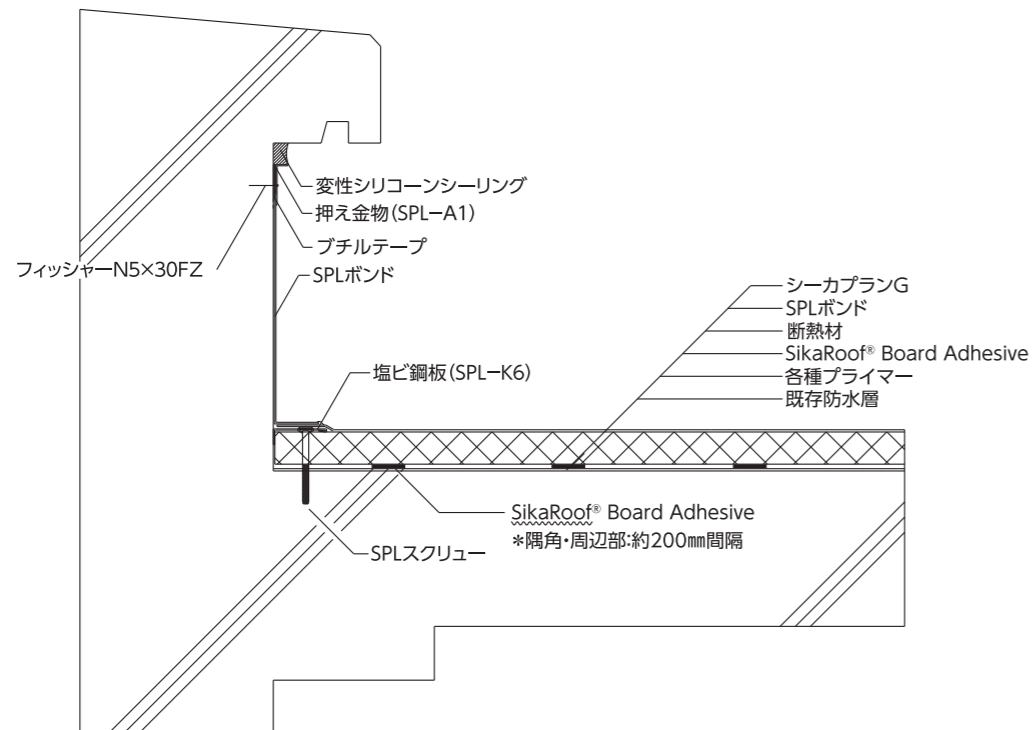 変性シリコーンシーリング
押え金物(SPL-A1)
ブチルテープ
フィッシャーN5×30FZ
SPLボンド
シーカプランG
SPLボンド
断熱材
SikaRoof® Board Adhesive
各種プライマー
既存防水層
塩ビ鋼板(SPL-K6)
SikaRoof® Board Adhesive
*隅角・周辺部:約200㎜間隔
SPLスクリュー